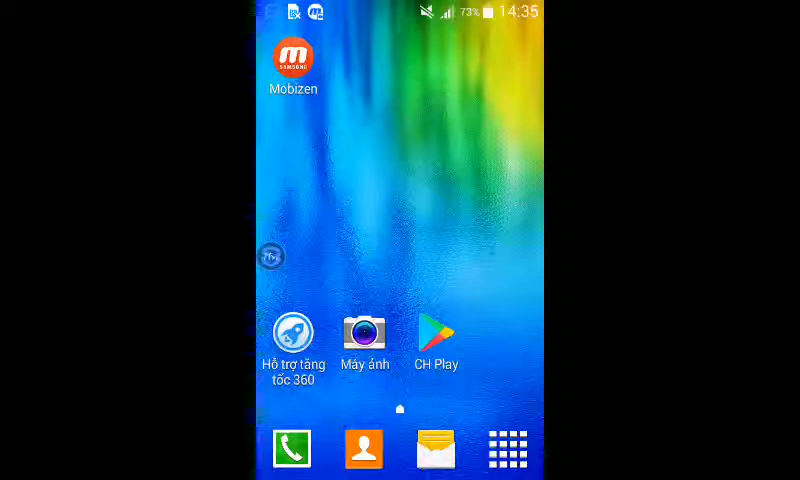 73% 14:35
m
SAMSUNG
Mobizen
Hỗ trợ tăng
tốc 360
Máy ảnh
CH Play